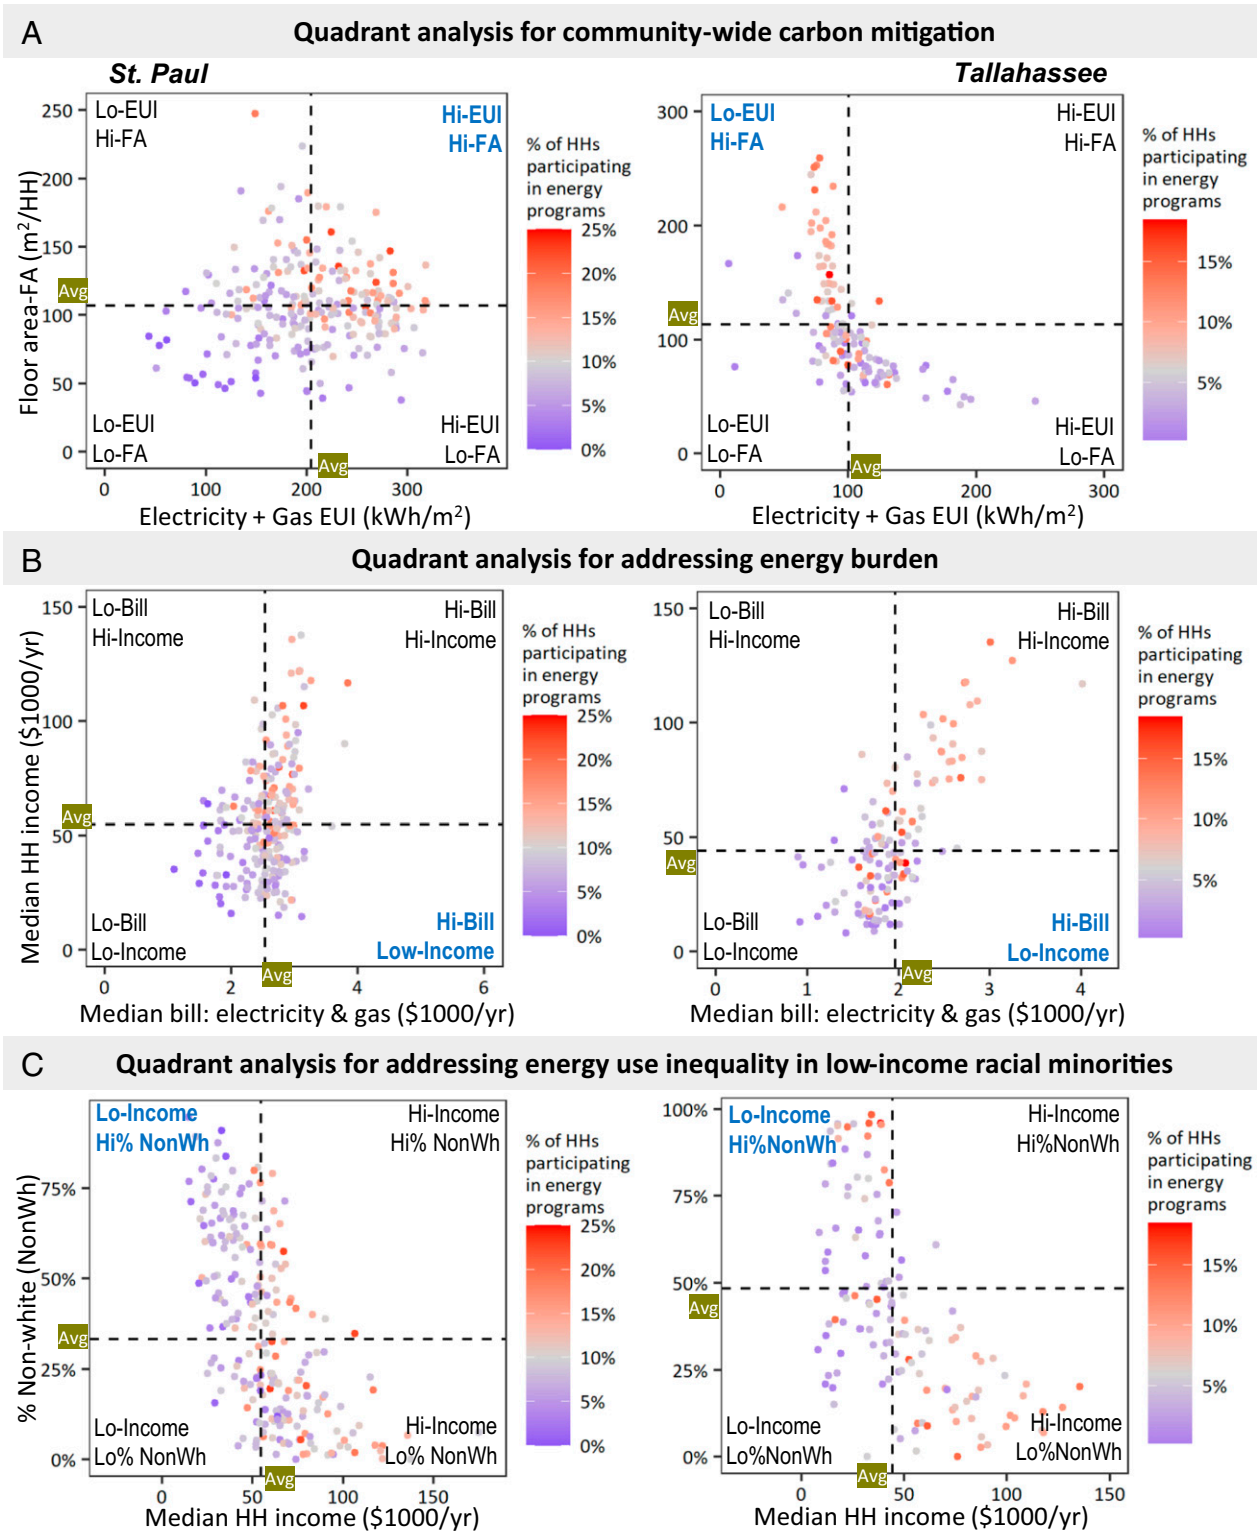 A
Quadrant analysis for community-wide carbon mitigation
St. Paul
Tallahassee
Floor area-FA (m²/HH)
250
200
150
100
50
0
Lo-EUI
Hi-FA
Hi-EUI
Hi-FA
Lo-EUI
Lo-FA
Hi-EUI
Lo-FA
Avg
Avg
0
100
200
300
Electricity + Gas EUI (kWh/m²)
% of HHs
participating
in energy
programs
25%
20%
15%
10%
5%
0%
300
200
100
0
Lo-EUI
Hi-FA
Hi-EUI
Hi-FA
Lo-EUI
Lo-FA
Hi-EUI
Lo-FA
Avg
Avg
0
100
200
300
Electricity + Gas EUI (kWh/m²)
% of HHs
participating
in energy
programs
15%
10%
5%
B
Quadrant analysis for addressing energy burden
Median HH income ($1000/yr)
150
100
50
0
Lo-Bill
Hi-Income
Hi-Bill
Hi-Income
Lo-Bill
Lo-Income
Hi-Bill
Low-Income
Avg
Avg
0
2
4
6
Median bill: electricity & gas ($1000/yr)
% of HHs
participating
in energy
programs
25%
20%
15%
10%
5%
0%
150
100
50
0
Lo-Bill
Hi-Income
Hi-Bill
Hi-Income
Lo-Bill
Lo-Income
Hi-Bill
Lo-Income
Avg
Avg
0
1
2
3
4
Median bill: electricity & gas ($1000/yr)
% of HHs
participating
in energy
programs
15%
10%
5%
C
Quadrant analysis for addressing energy use inequality in low-income racial minorities
% Non-white (NonWh)
75%
50%
25%
0%
Lo-Income
Hi% NonWh
Hi-Income
Hi% NonWh
Lo-Income
Lo% NonWh
Hi-Income
Lo% NonWh
Avg
Avg
0
50
100
150
Median HH income ($1000/yr)
% of HHs
participating
in energy
programs
25%
20%
15%
10%
5%
0%
100%
75%
50%
25%
0%
Lo-Income
Hi%NonWh
Hi-Income
Hi%NonWh
Lo-Income
Lo%NonWh
Hi-Income
Lo%NonWh
Avg
Avg
0
50
100
150
Median HH income ($1000/yr)
% of HHs
participating
in energy
programs
15%
10%
5%